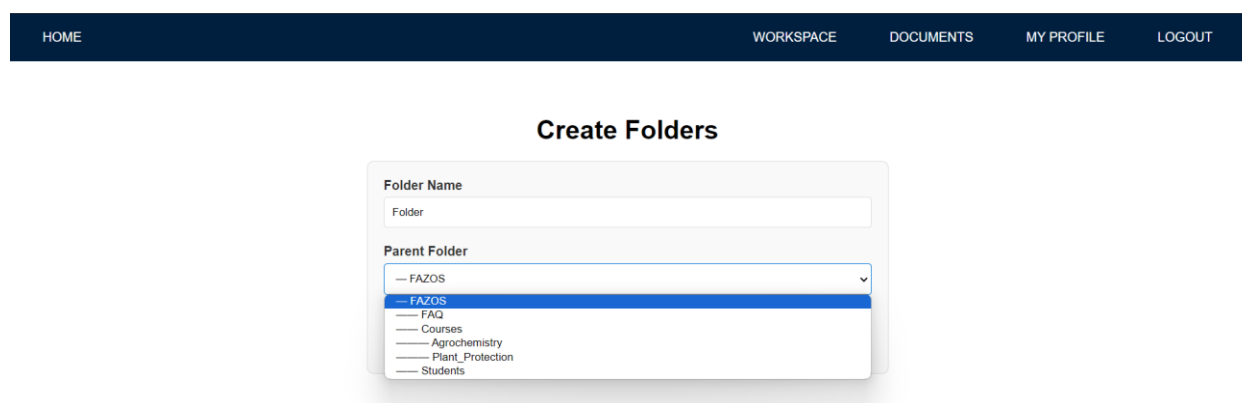 HOME WORKSPACE DOCUMENTS MY PROFILE LOGOUT
Create Folders
Folder Name
Folder
Parent Folder
— FAZOS
— FAZOS
—— FAQ
—— Courses
——— Agrochemistry
——— Plant_Protection
—— Students